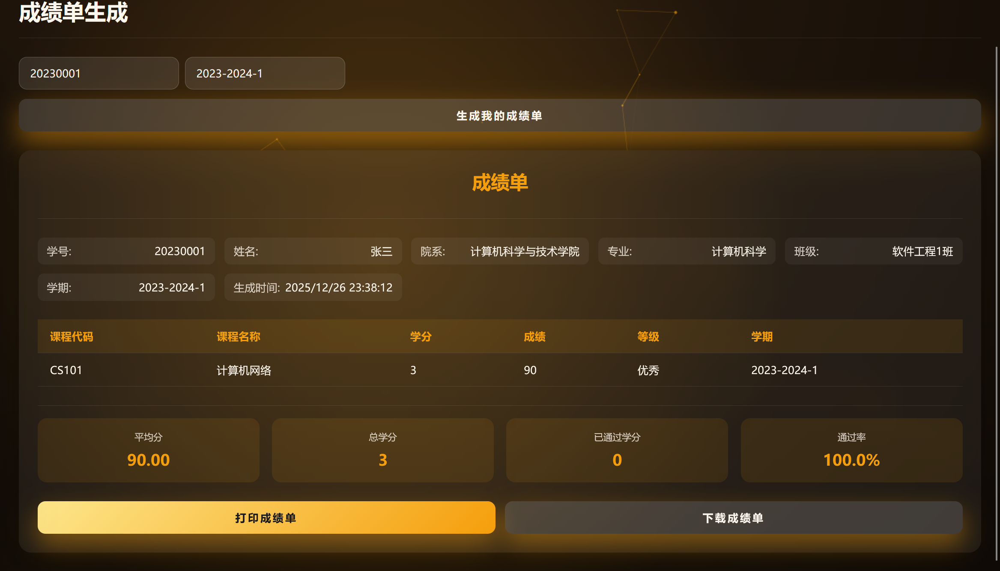 成绩单生成
20230001 2023-2024-1
生成我的成绩单
成绩单
学号: 20230001 姓名: 张三 院系: 计算机科学与技术学院 专业: 计算机科学 班级: 软件工程1班
学期: 2023-2024-1 生成时间: 2025/12/26 23:38:12
课程代码 课程名称 学分 成绩 等级 学期
CS101 计算机网络 3 90 优秀 2023-2024-1
平均分 总学分 已通过学分 通过率
90.00 3 0 100.0%
打印成绩单 下载成绩单